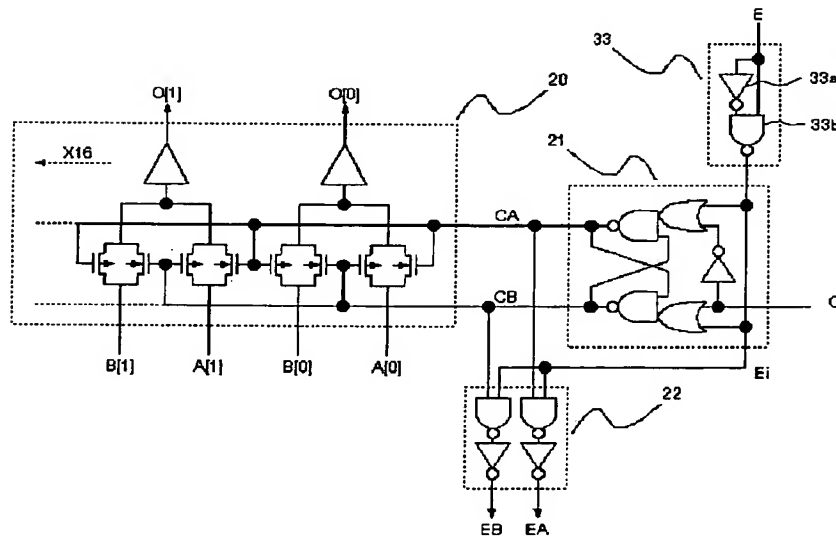 E
33
33a
O[1]
O[0]
20
33b
21
X16
CA
CB
B[1]
A[1]
B[0]
A[0]
Ei
22
EB
EA